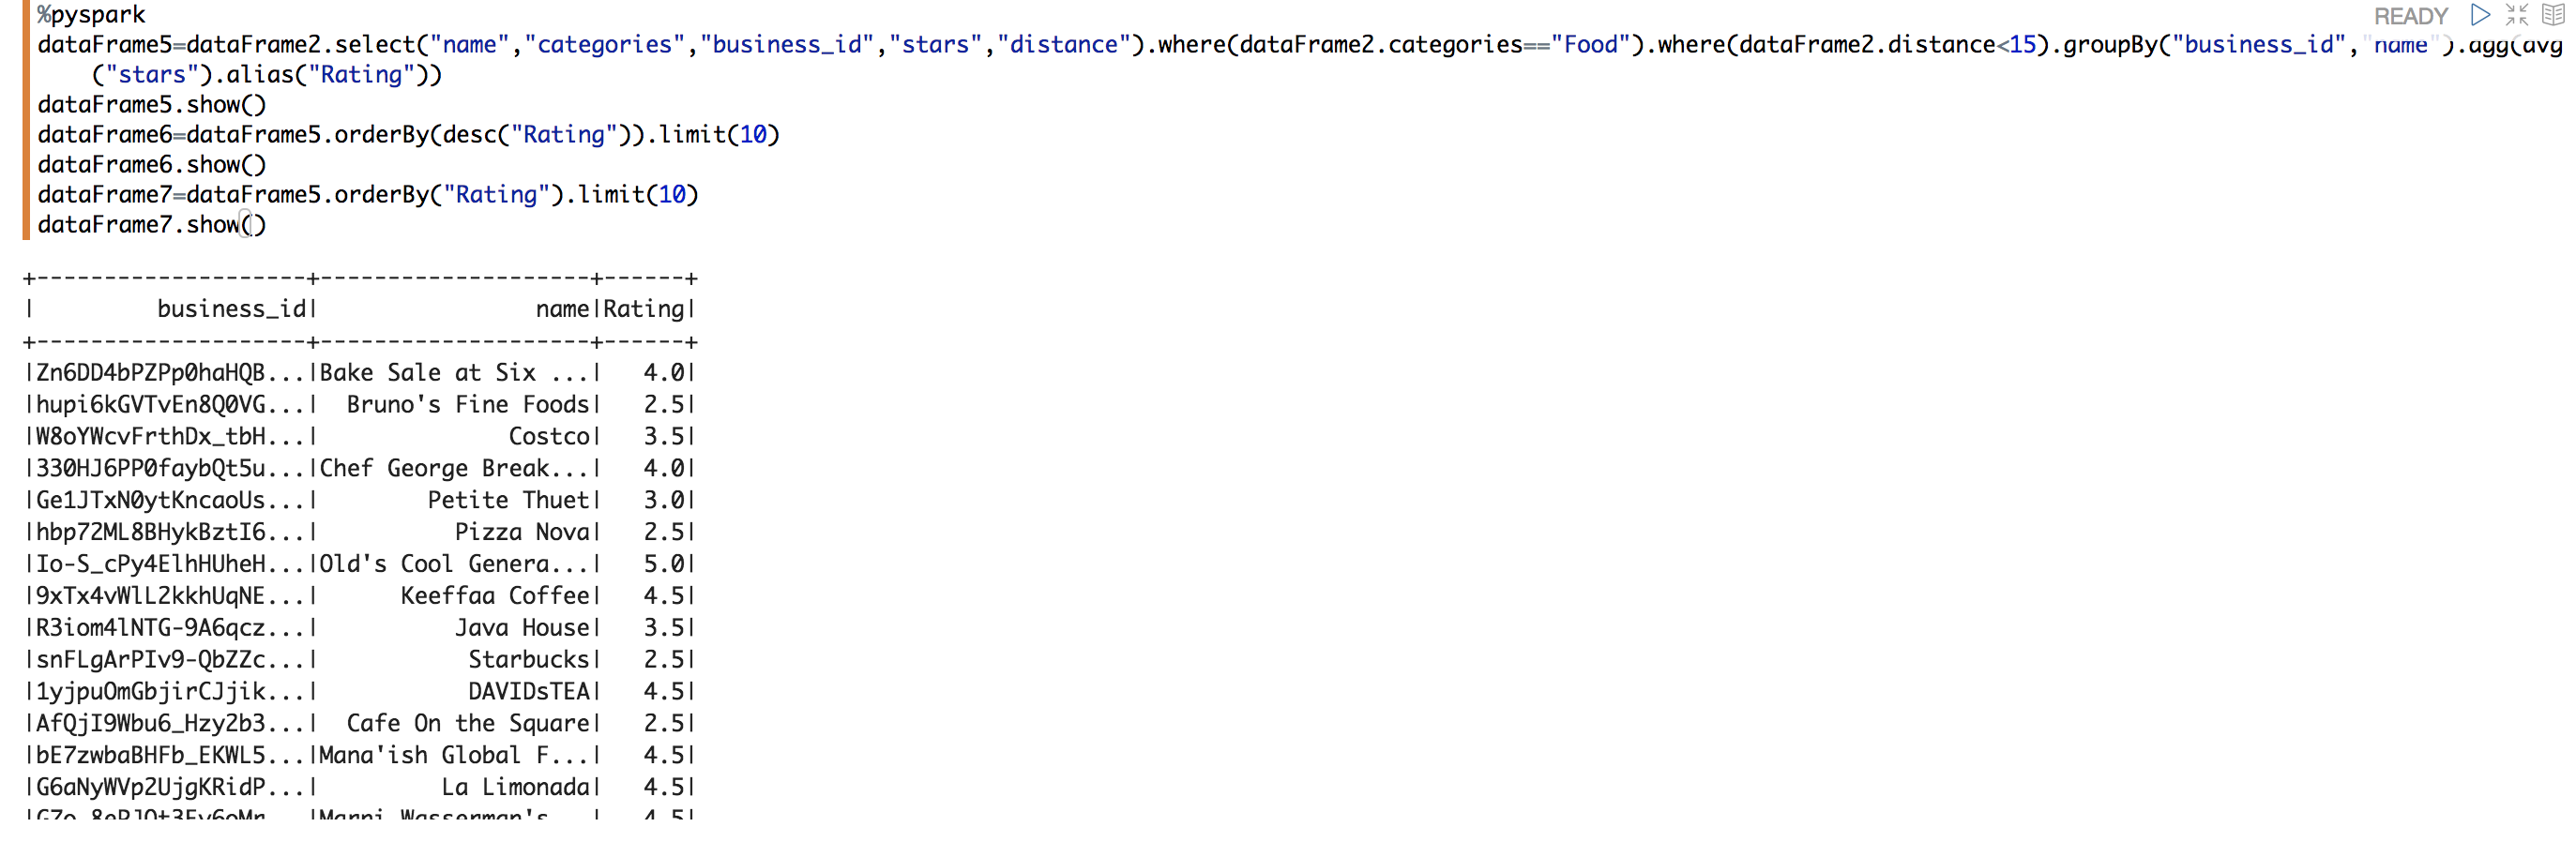 %pyspark
READY
dataFrame5=dataFrame2.select("name","categories","business_id","stars","distance").where(dataFrame2.categories=="Food").where(dataFrame2.distance<15).groupBy("business_id","name").agg(avg
("stars").alias("Rating"))
dataFrame5.show()
dataFrame6=dataFrame5.orderBy(desc("Rating")).limit(10)
dataFrame6.show()
dataFrame7=dataFrame5.orderBy("Rating").limit(10)
dataFrame7.show()
+--------------------+--------------------+------+
|         business_id|                name|Rating|
+--------------------+--------------------+------+
|Zn6DD4bPZPp0haHQB...|Bake Sale at Six ...|   4.0|
|hupi6kGVTvEn8Q0VG...|  Bruno's Fine Foods|   2.5|
|W8oYWcvFrthDx_tbH...|              Costco|   3.5|
|330HJ6PP0faybQt5u...|Chef George Break...|   4.0|
|Ge1JTxN0ytKncaoUs...|        Petite Thuet|   3.0|
|hbp72ML8BHykBztI6...|          Pizza Nova|   2.5|
|Io-S_cPy4ElhHUheH...|Old's Cool Genera...|   5.0|
|9xTx4vWlL2kkhUqNE...|      Keeffaa Coffee|   4.5|
|R3iom4lNTG-9A6qcz...|          Java House|   3.5|
|snFLgArPIv9-QbZZc...|           Starbucks|   2.5|
|1yjpuOmGbjirCJjik...|           DAVIDsTEA|   4.5|
|AfQjI9Wbu6_Hzy2b3...|  Cafe On the Square|   2.5|
|bE7zwbaBHFb_EKWL5...|Mana'ish Global F...|   4.5|
|G6aNyWVp2UjgKRidP...|         La Limonada|   4.5|
|Marni Wasserman's ...|   4.5|